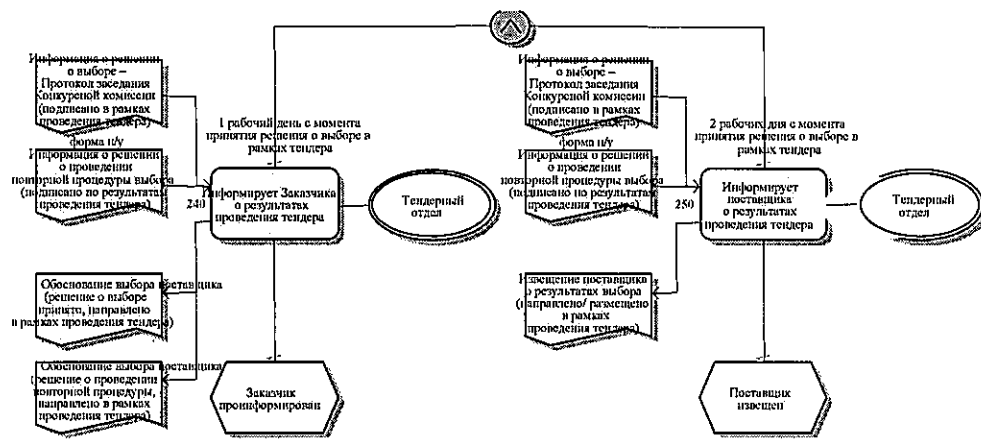 Информация о решении
о выборе –
Протокол заседания
Конкурсной комиссии
(подписано в рамках
проведения тендера)
форма н/у
Информация о решении
о проведении
повторной процедуры выбора
(подписано по результатам
проведения тендера)
240
1 рабочий день с момента
принятия решения о выборе в
рамках тендера
Информирует Заказчика
о результатах
проведения тендера
Тендерный
отдел
Обоснование выбора поставщика
(решение о выборе
принято, направлено
в рамках проведения тендера)
Обоснование выбора поставщика
(решение о проведении
повторной процедуры,
направлено в рамках
проведения тендера)
Заказчик
проинформирован
Информация о решении
о выборе –
Протокол заседания
Конкурсной комиссии
(подписано в рамках
проведения тендера)
форма н/у
Информация о решении
о проведении
повторной процедуры выбора
(подписано по результатам
проведения тендера)
250
2 рабочих дня с момента
принятия решения о выборе в
рамках тендера
Информирует
поставщика
о результатах
проведения тендера
Тендерный
отдел
Извещение поставщика
о результатах выбора
(направлено/ размещено
в рамках
проведения тендера)
Поставщик
извещен